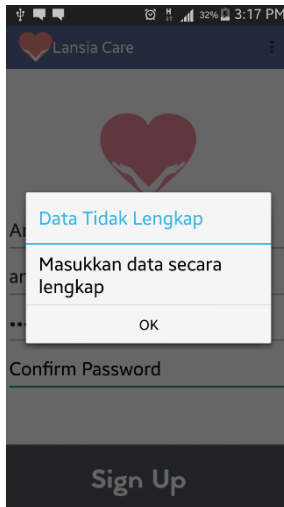 32% 3:17 PM
Lansia Care
Data Tidak Lengkap
Masukkan data secara
lengkap
OK
Confirm Password
Sign Up